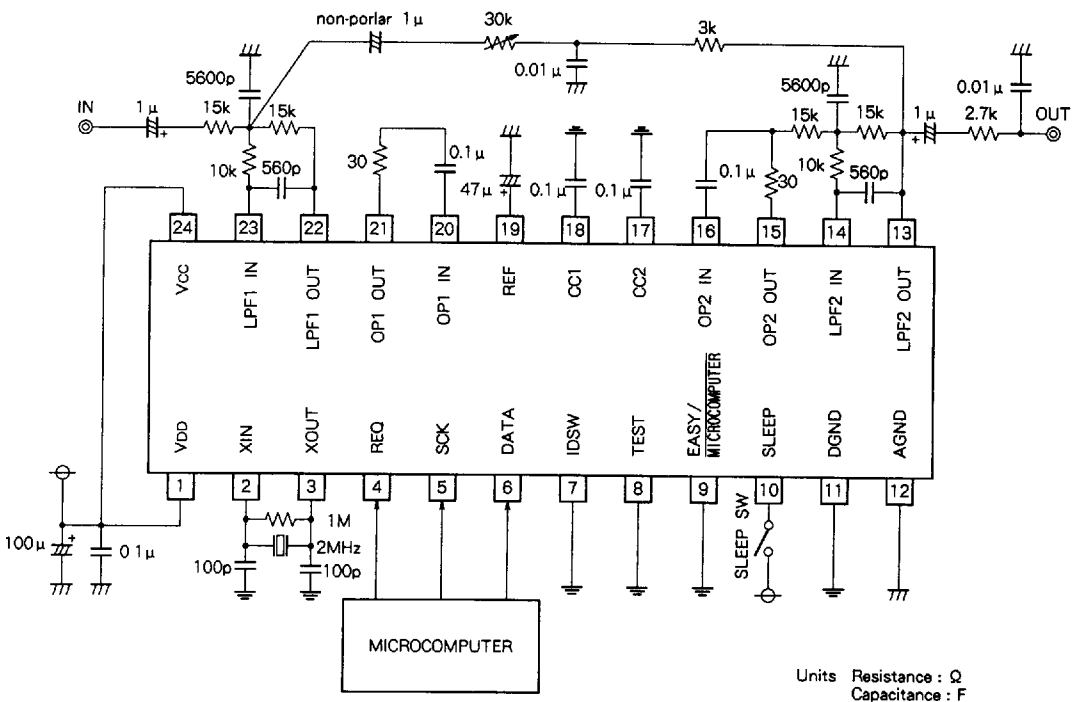 non-porlar 1μ
30k
3k
0.01μ
5600p
IN
1μ
15k
15k
10k
560p
30
0.1μ
47μ
+
0.1μ
0.1μ
0.1μ
30
5600p
15k
15k
10k
560p
1μ
2.7k
0.01μ
OUT
24 23 22 21 20 19 18 17 16 15 14 13
VCC
LPF1 IN
LPF1 OUT
OP1 OUT
OP1 IN
REF
CC1
CC2
OP2 IN
OP2 OUT
LPF2 IN
LPF2 OUT
VDD
XIN
XOUT
REQ
SCK
DATA
IDSW
TEST
EASY/
MICROCOMPUTER
SLEEP
DGND
AGND
1 2 3 4 5 6 7 8 9 10 11 12
100μ
+
0.1μ
1M
2MHz
100p
100p
SLEEP SW
MICROCOMPUTER
Units Resistance : Ω
Capacitance : F